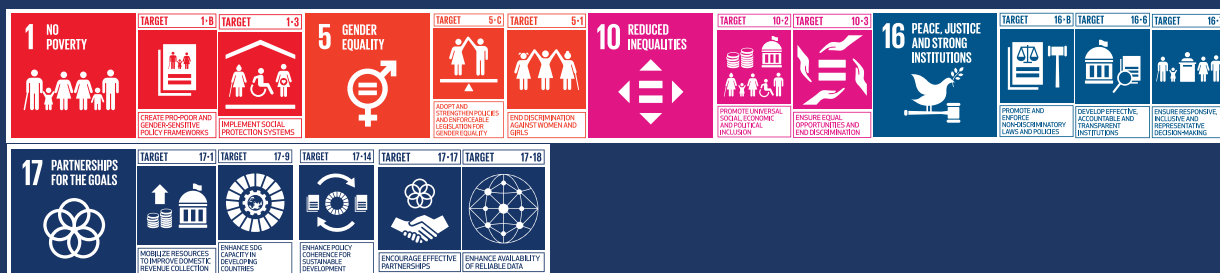 1 NO
POVERTY
TARGET 1·B
CREATE PRO-POOR AND
GENDER-SENSITIVE
POLICY FRAMEWORKS
TARGET 1·3
IMPLEMENT SOCIAL
PROTECTION SYSTEMS
5 GENDER
EQUALITY
TARGET 5·C
ADOPT AND
STRENGTHEN POLICIES
AND ENFORCEABLE
LEGISLATION FOR
GENDER EQUALITY
TARGET 5·1
END DISCRIMINATION
AGAINST WOMEN AND
GIRLS
10 REDUCED
INEQUALITIES
TARGET 10·2
PROMOTE UNIVERSAL
SOCIAL, ECONOMIC
AND POLITICAL
INCLUSION
TARGET 10·3
ENSURE EQUAL
OPPORTUNITIES AND
END DISCRIMINATION
16 PEACE, JUSTICE
AND STRONG
INSTITUTIONS
TARGET 16·B
PROMOTE AND
ENFORCE
NON-DISCRIMINATORY
LAWS AND POLICIES
TARGET 16·6
DEVELOP EFFECTIVE,
ACCOUNTABLE AND
TRANSPARENT
INSTITUTIONS
TARGET 16·
ENSURE RESPONSIVE,
INCLUSIVE AND
REPRESENTATIVE
DECISION-MAKING
17 PARTNERSHIPS
FOR THE GOALS
TARGET 17·1
MOBILIZE RESOURCES
TO IMPROVE DOMESTIC
REVENUE COLLECTION
TARGET 17·9
ENHANCE SDG
CAPACITY IN
DEVELOPING
COUNTRIES
TARGET 17·14
ENHANCE POLICY
COHERENCE FOR
SUSTAINABLE
DEVELOPMENT
TARGET 17·17
ENCOURAGE EFFECTIVE
PARTNERSHIPS
TARGET 17·18
ENHANCE AVAILABILITY
OF RELIABLE DATA